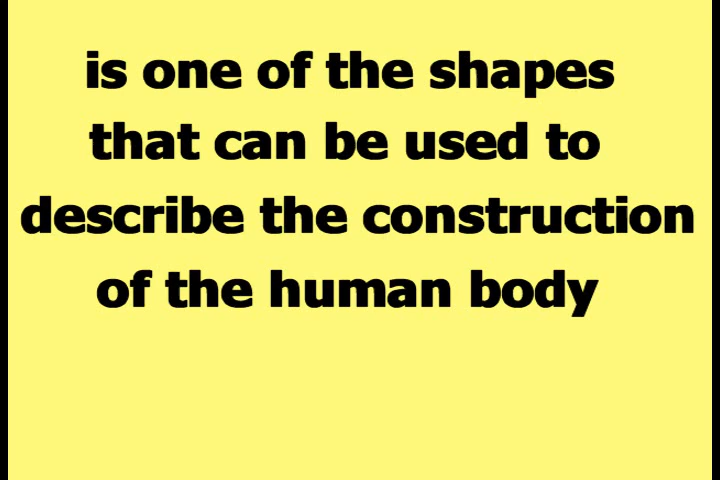 is one of the shapes
that can be used to
describe the construction
of the human body